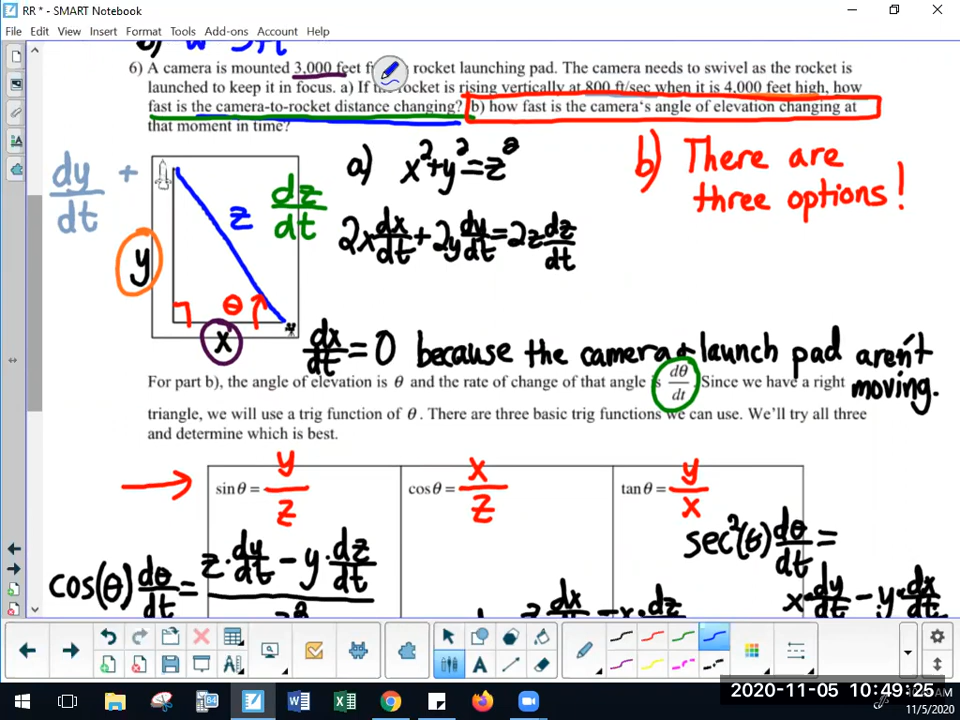 RR * - SMART Notebook
File Edit View Insert Format Tools Add-ons Account Help
6) A camera is mounted 3,000 feet f rocket launching pad. The camera needs to swivel as the rocket is
launched to keep it in focus. a) If the rocket is rising vertically at 800 ft/sec when it is 4,000 feet high, how
fast is the camera-to-rocket distance changing? b) how fast is the camera's angle of elevation changing at
that moment in time?
dy/dt +
y
z
dz/dt
θ
x
a) x²+y²=z²
2x dx/dt + 2y dy/dt = 2z dz/dt
b) There are
three options!
dx/dt = 0 because the camera + launch pad aren't
moving.
For part b), the angle of elevation is θ and the rate of change of that angle is dθ/dt. Since we have a right
triangle, we will use a trig function of θ. There are three basic trig functions we can use. We'll try all three
and determine which is best.
sin θ = y/z
cos θ = x/z
tan θ = y/x
sec²(θ) dθ/dt =
cos(θ) dθ/dt = z· dy/dt − y· dz/dt
x· dy/dt − y· dx/dt
2020-11-05 10:49:25
11/5/2020